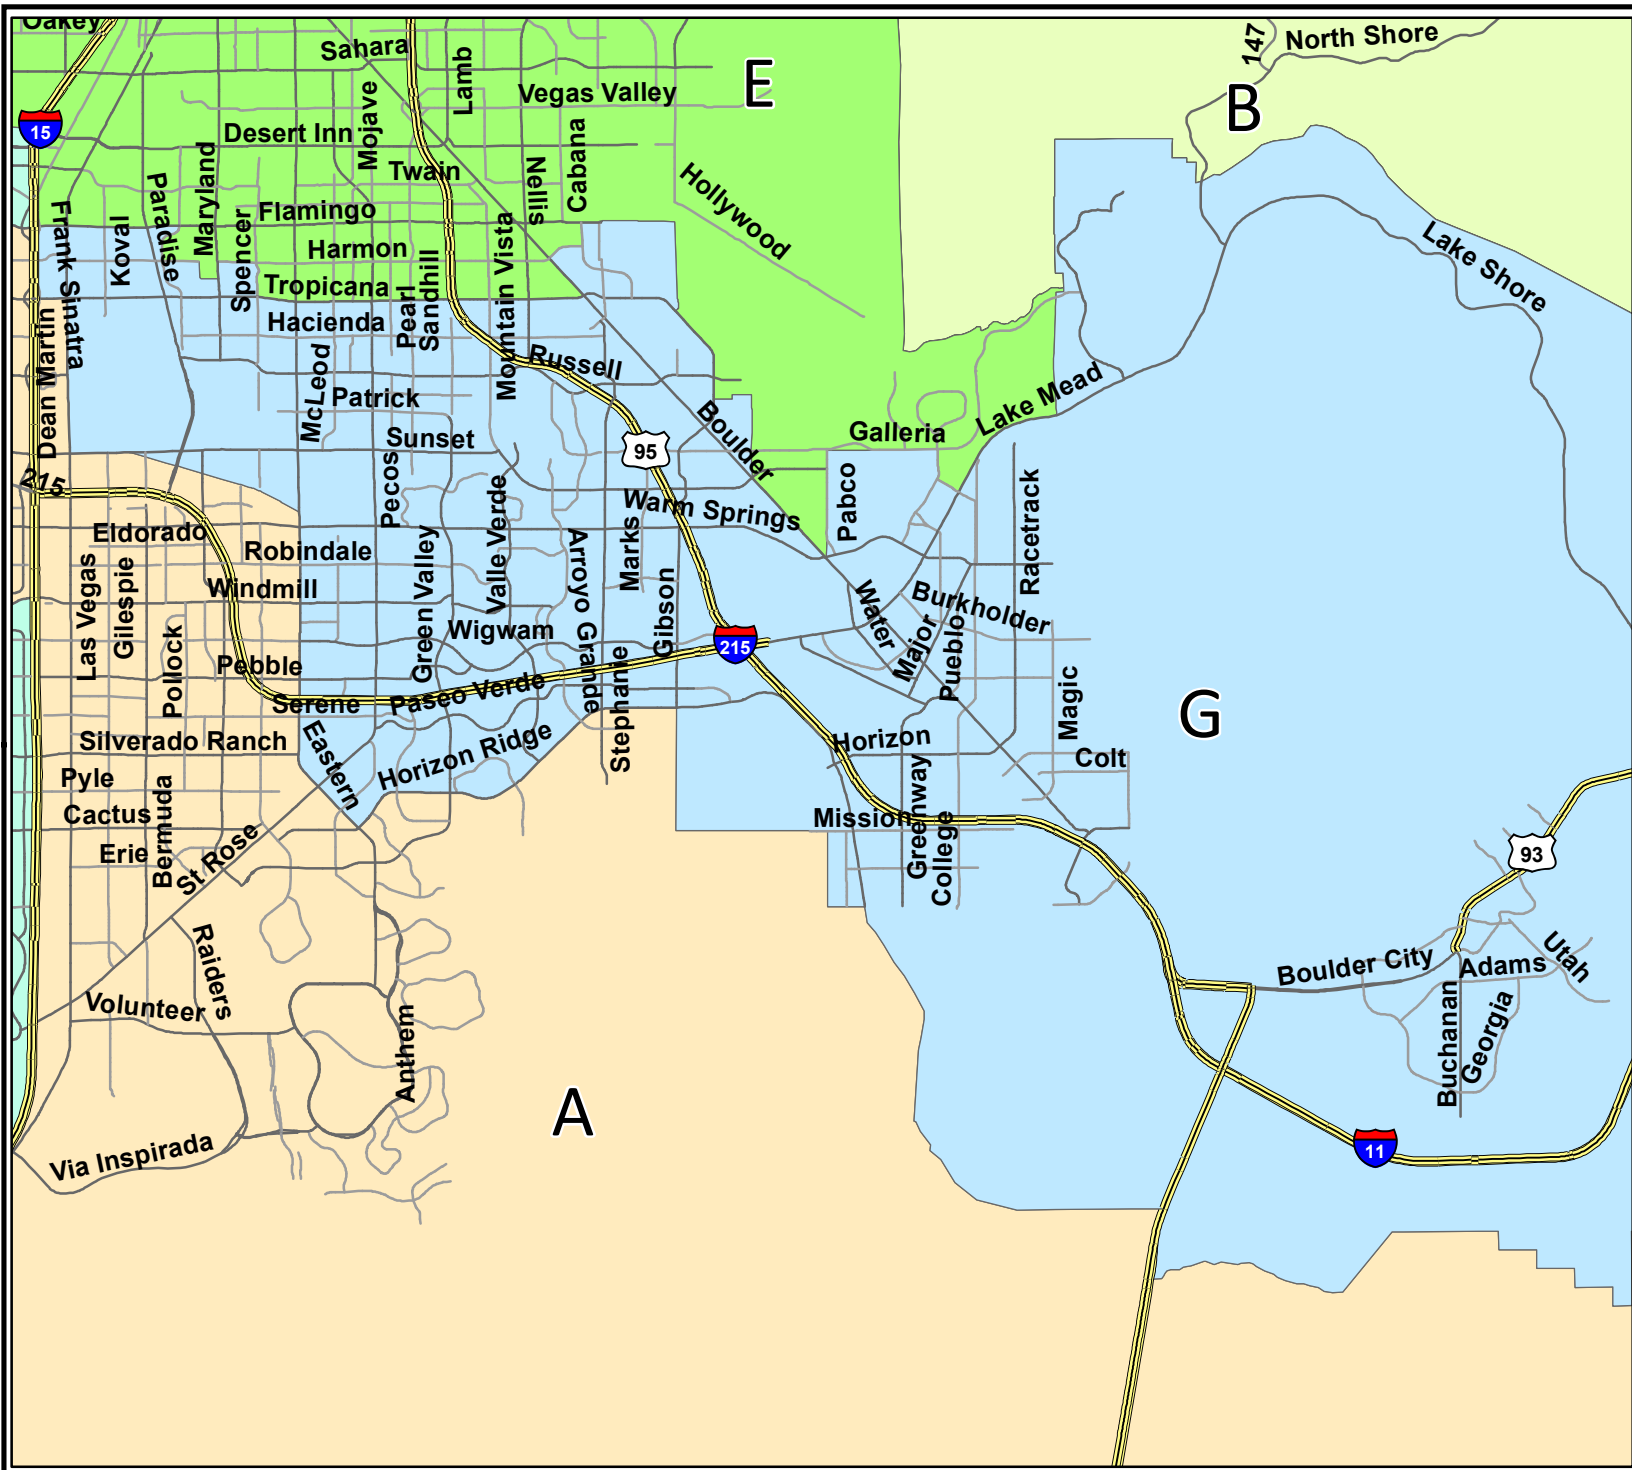 Oakey
Sahara
Lamb
E
147
North Shore
B
Vegas Valley
15
Desert Inn
Mojave
Cabana
Twain
Maryland
Paradise
Nellis
Hollywood
Flamingo
Frank Sinatra
Koval
Spencer
Harmon
Mountain Vista
Lake Shore
Tropicana
Pearl
Sandhill
Hacienda
Dean Martin
McLeod
Russell
Patrick
Lake Mead
Boulder
Galleria
Sunset
95
215
Pecos
Valle Verde
Warm Springs
Pabco
Racetrack
Eldorado
Robindale
Marks
Arroyo Grande
Las Vegas
Gilespie
Windmill
Green Valley
Gibson
Water
Burkholder
Wigwam
215
Major
Pueblo
Pollock
Pebble
Stephanie
Serene
Paseo Verde
Magic
G
Silverado Ranch
Eastern
Horizon Ridge
Horizon
Colt
Pyle
Cactus
Bermuda
Mission
Greenway
College
Erie
St Rose
93
Raiders
Boulder City
Adams
Utah
Volunteer
Anthem
Buchanan
Georgia
A
Via Inspirada
11